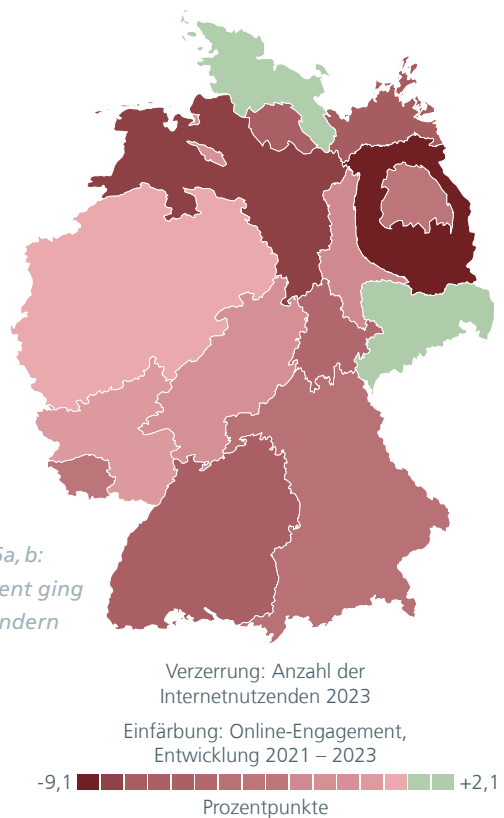 5a, b:
ent ging
ndern
Verzerrung: Anzahl der
Internetnutzenden 2023
Einfärbung: Online-Engagement,
Entwicklung 2021 – 2023
-9,1
+2,1
Prozentpunkte